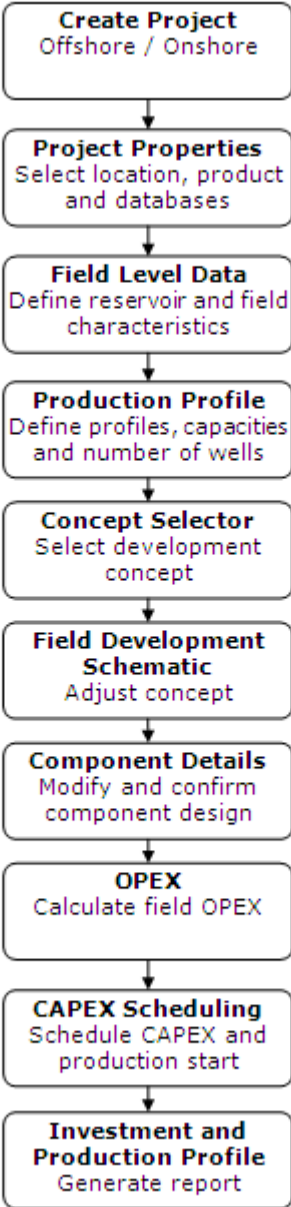 Create Project
Offshore / Onshore
Project Properties
Select location, product
and databases
Field Level Data
Define reservoir and field
characteristics
Production Profile
Define profiles, capacities
and number of wells
Concept Selector
Select development
concept
Field Development
Schematic
Adjust concept
Component Details
Modify and confirm
component design
OPEX
Calculate field OPEX
CAPEX Scheduling
Schedule CAPEX and
production start
Investment and
Production Profile
Generate report